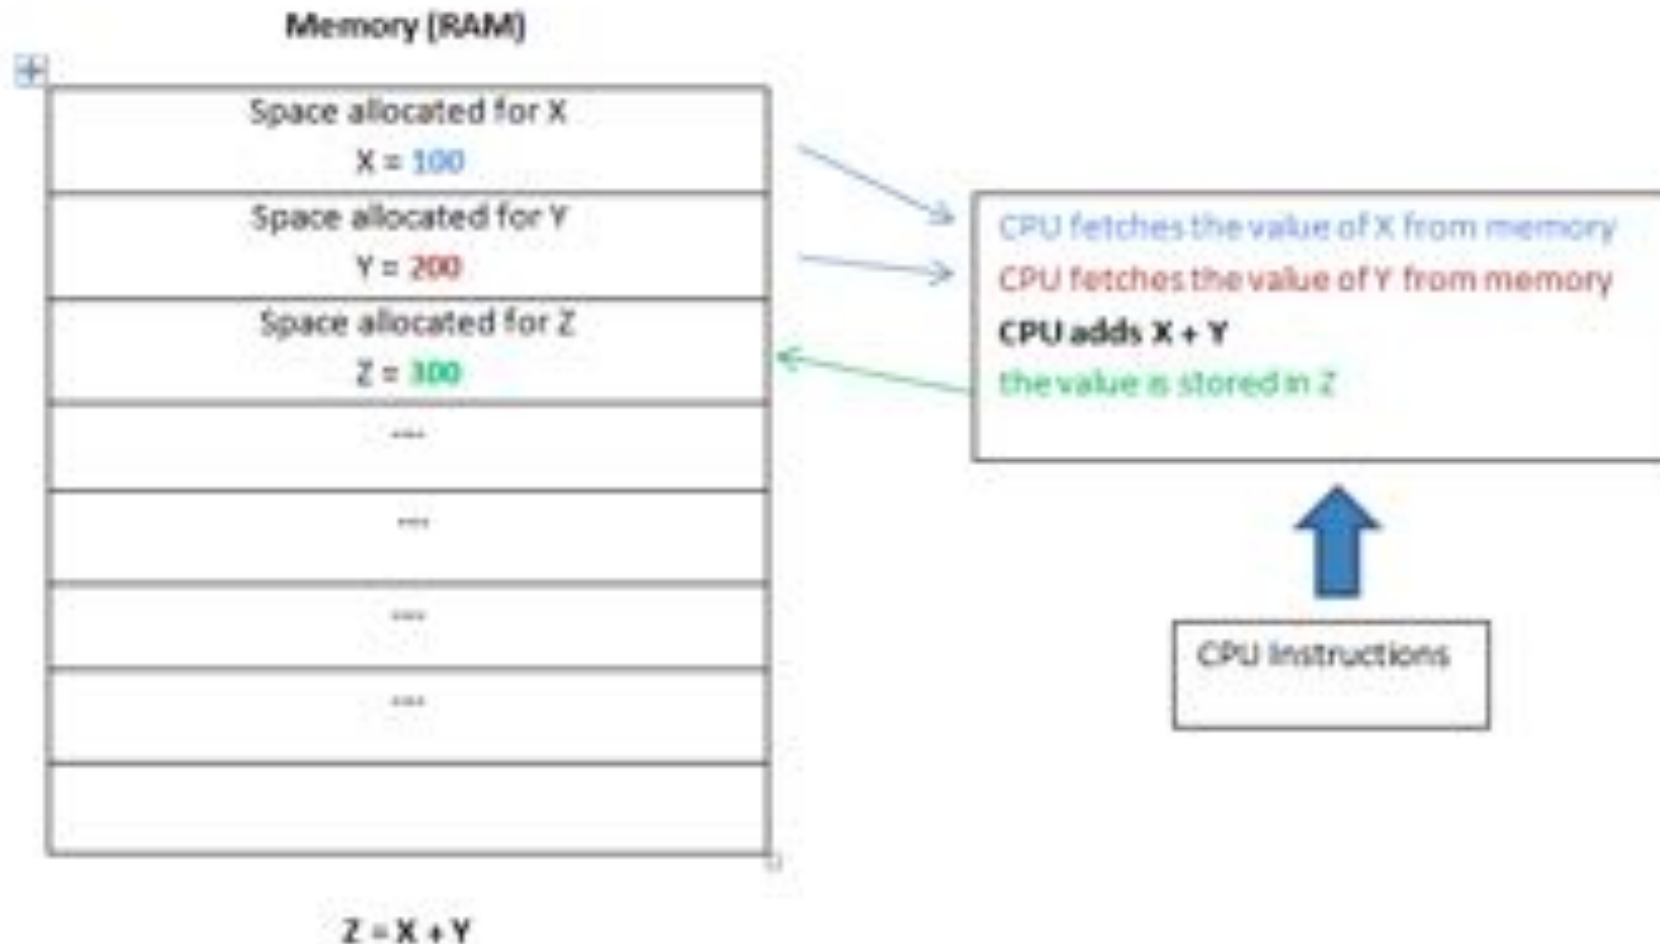 Memory (RAM)
Space allocated for X
X = 100
Space allocated for Y
Y = 200
Space allocated for Z
Z = 300
....
....
....
....
CPU fetches the value of X from memory
CPU fetches the value of Y from memory
CPU adds X + Y
the value is stored in Z
CPU Instructions
Z = X + Y